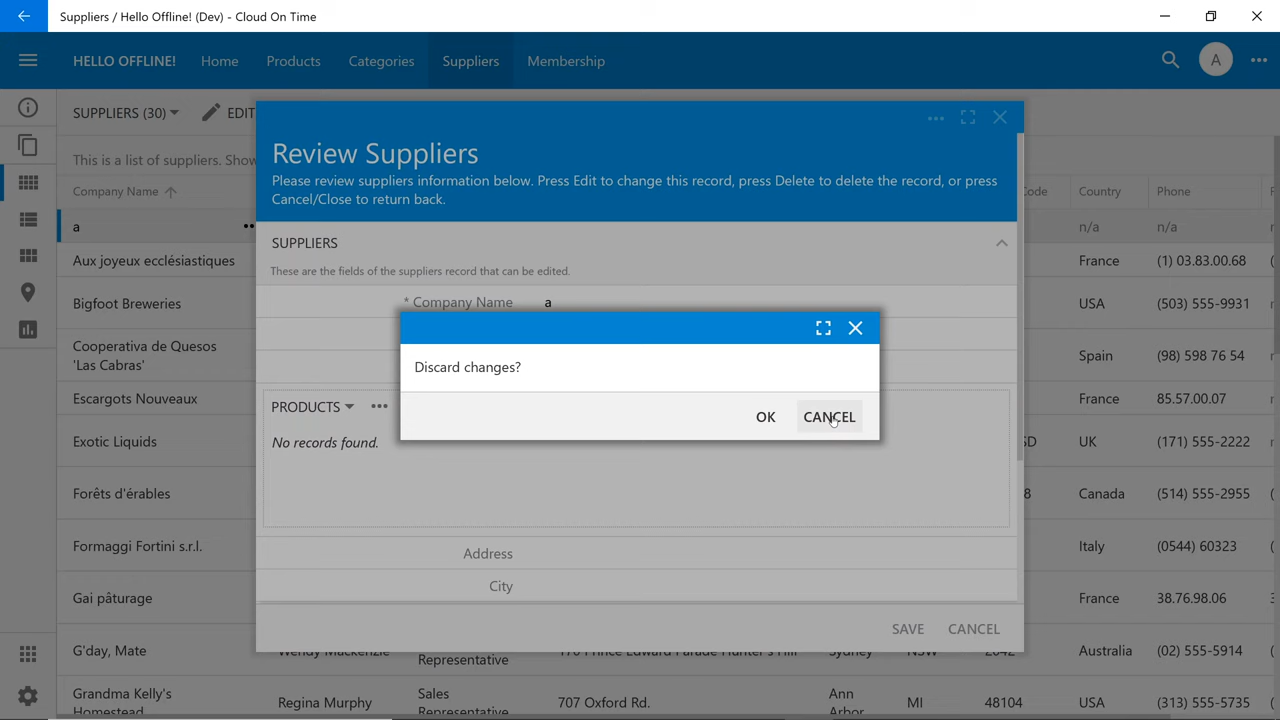 Suppliers / Hello Offline! (Dev) - Cloud On Time
HELLO OFFLINE! Home Products Categories Suppliers Membership A
SUPPLIERS (30) EDIT
This is a list of suppliers. Show
Company Name Code Country Phone
a n/a n/a
Aux joyeux ecclésiastiques France (1) 03.83.00.68
Bigfoot Breweries USA (503) 555-9931
Cooperativa de Quesos
'Las Cabras' Spain (98) 598 76 54
Escargots Nouveaux France 85.57.00.07
Exotic Liquids UK (171) 555-2222
Forêts d'érables Canada (514) 555-2955
Formaggi Fortini s.r.l. Italy (0544) 60323
Gai pâturage France 38.76.98.06
G'day, Mate Wendy Mackenzie Representative 170 Prince Edward Parade Hunter's Hill Sydney NSW 2042 Australia (02) 555-5914
Grandma Kelly's
Homestead Regina Murphy Sales
Representative 707 Oxford Rd. Ann
Arbor MI 48104 USA (313) 555-5735
Review Suppliers
Please review suppliers information below. Press Edit to change this record, press Delete to delete the record, or press
Cancel/Close to return back.
SUPPLIERS
These are the fields of the suppliers record that can be edited.
* Company Name a
PRODUCTS
No records found.
Address
City
SAVE CANCEL
Discard changes?
OK CANCEL